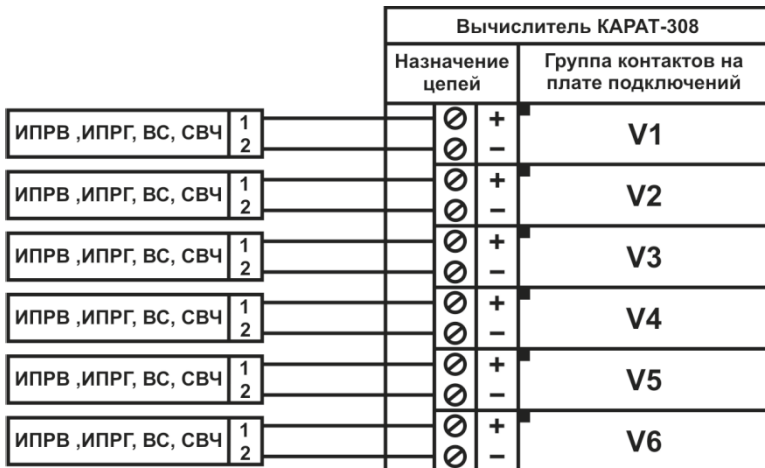 Вычислитель КАРАТ-308
Назначение цепей
Группа контактов на плате подключений
ИПРВ ,ИПРГ, ВС, СВЧ 1 + V1
2 −
ИПРВ ,ИПРГ, ВС, СВЧ 1 + V2
2 −
ИПРВ ,ИПРГ, ВС, СВЧ 1 + V3
2 −
ИПРВ ,ИПРГ, ВС, СВЧ 1 + V4
2 −
ИПРВ ,ИПРГ, ВС, СВЧ 1 + V5
2 −
ИПРВ ,ИПРГ, ВС, СВЧ 1 + V6
2 −